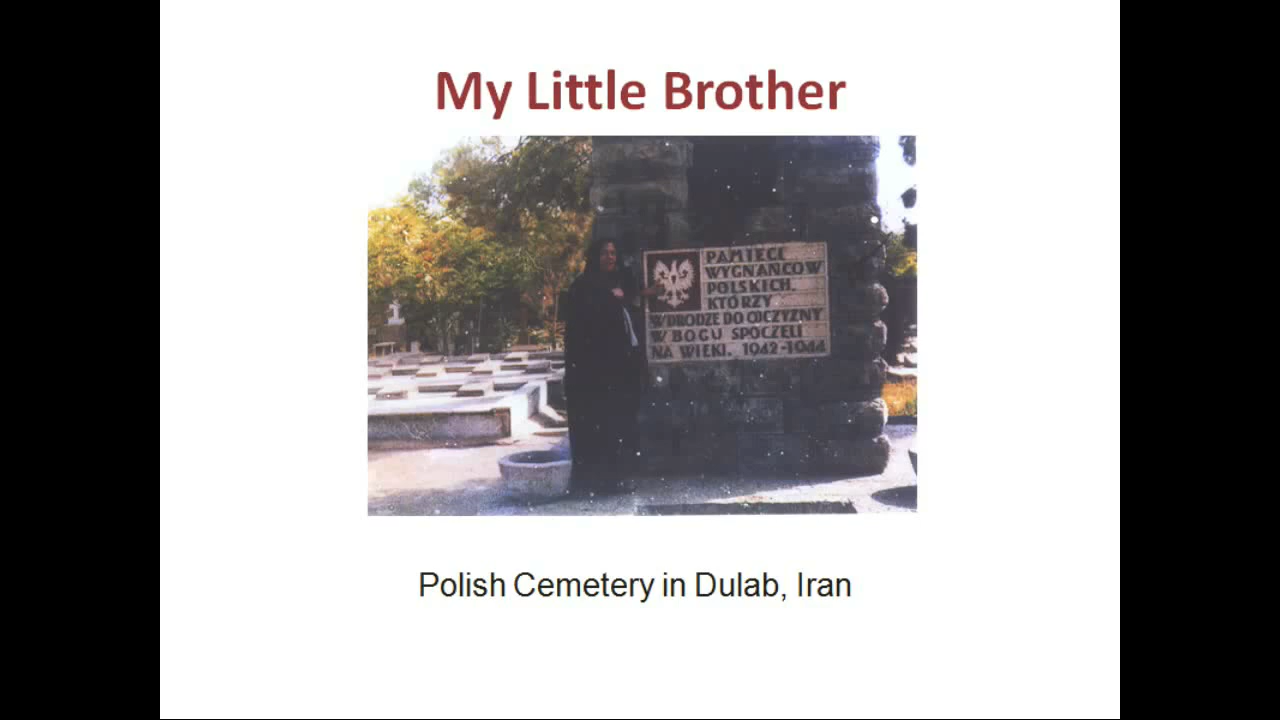 My Little Brother
PAMIĘCI
WYGNAŃCÓW
POLSKICH,
KTÓRZY
W DRODZE DO OJCZYZNY
W BOGU SPOCZĘLI
NA WIEKI. 1942-1944
Polish Cemetery in Dulab, Iran